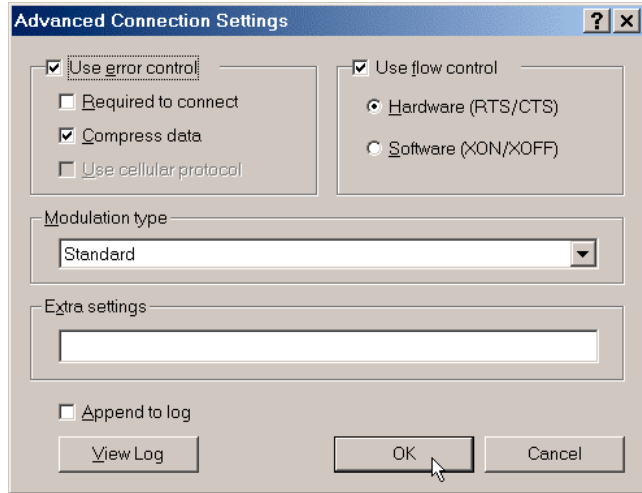 Advanced Connection Settings
Use error control
Required to connect
Compress data
Use cellular protocol
Use flow control
Hardware (RTS/CTS)
Software (XON/XOFF)
Modulation type
Standard
Extra settings
Append to log
View Log
OK
Cancel